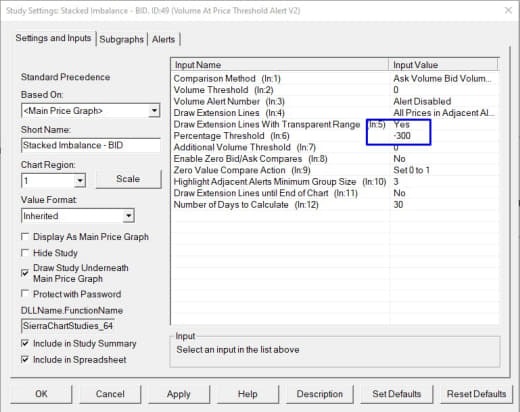 Study Settings: Stacked Imbalance - BID, ID:49 (Volume At Price Threshold Alert V2)
Settings and Inputs
Subgraphs
Alerts
Standard Precedence
Based On:
<Main Price Graph>
Short Name:
Stacked Imbalance - BID
Chart Region:
1
Scale
Value Format:
Inherited
Display As Main Price Graph
Hide Study
Draw Study Underneath
Main Price Graph
Protect with Password
DLLName.FunctionName
SierraChartStudies_64
Include in Study Summary
Include in Spreadsheet
Input Name Input Value
Comparison Method (In:1) Ask Volume Bid Volum...
Volume Threshold (In:2) 0
Volume Alert Number (In:3) Alert Disabled
Draw Extension Lines (In:4) All Prices in Adjacent Al...
Draw Extension Lines With Transparent Range (In:5) Yes
Percentage Threshold (In:6) -300
Additional Volume Threshold (In:7) 0
Enable Zero Bid/Ask Compares (In:8) No
Zero Value Compare Action (In:9) Set 0 to 1
Highlight Adjacent Alerts Minimum Group Size (In:10) 3
Draw Extension Lines until End of Chart (In:11) No
Number of Days to Calculate (In:12) 30
Input
Select an input in the list above
OK
Cancel
Apply
Help
Description
Set Defaults
Reset Defaults